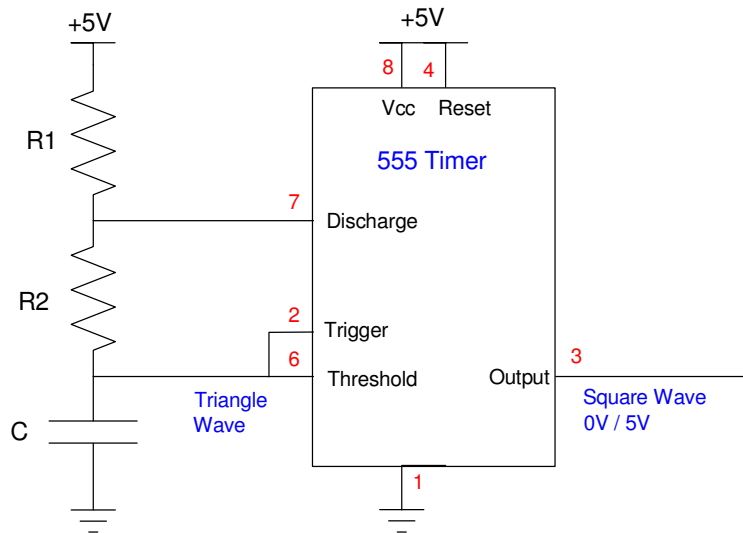 +5V
+5V
8
4
Vcc
Reset
R1
555 Timer
7
Discharge
R2
2
Trigger
6
Threshold
Output
3
Triangle
Wave
Square Wave
0V / 5V
C
1